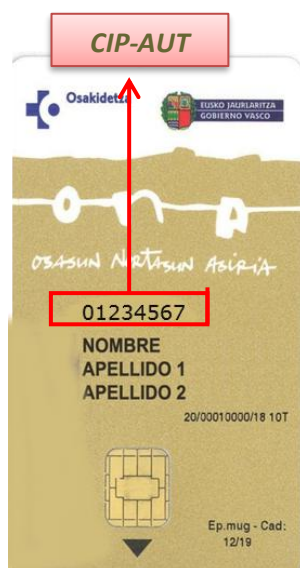 CIP-AUT
Osakidetza
EUSKO JAURLARITZA
GOBIERNO VASCO
ona
OSASUN NORTASUN AGIRIA
01234567
NOMBRE
APELLIDO 1
APELLIDO 2
20/00010000/18 10T
Ep.mug - Cad:
12/19